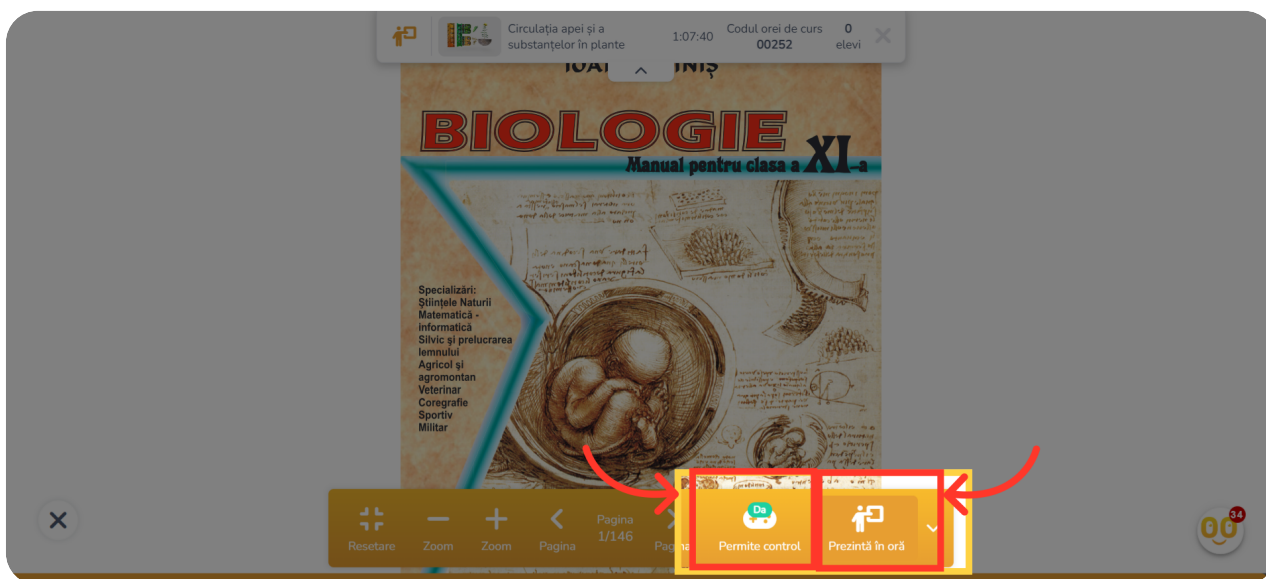 Circulația apei și a
substanțelor în plante
1:07:40
Codul orei de curs
00252
0
elevi
BIOLOGIE
Manual pentru clasa a XI-a
Specializări:
Științele Naturii
Matematică -
informatică
Silvic și prelucrarea
lemnului
Agricol și
agromontan
Veterinar
Coregrafie
Sportiv
Militar
Resetare
Zoom
Zoom
Pagina
Pagina
1/146
Da
Permite control
Prezintă în oră
34